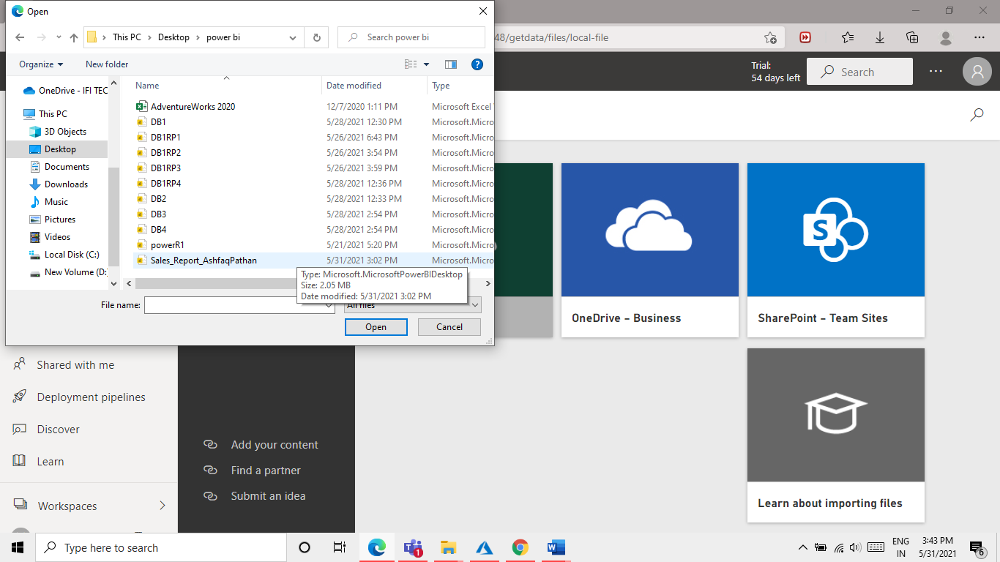 Open
This PC Desktop power bi
Search power bi
48/getdata/files/local-file
Organize New folder
Trial:
54 days left
Search
Name Date modified Type
OneDrive - IFI TEC
This PC
3D Objects
Desktop
Documents
Downloads
Music
Pictures
Videos
Local Disk (C:)
New Volume (D:
AdventureWorks 2020 12/7/2020 1:11 PM Microsoft Excel
DB1 5/28/2021 12:30 PM Microsoft.Micro
DB1RP1 5/26/2021 6:43 PM Microsoft.Micro
DB1RP2 5/26/2021 3:54 PM Microsoft.Micro
DB1RP3 5/26/2021 3:59 PM Microsoft.Micro
DB1RP4 5/28/2021 12:36 PM Microsoft.Micro
DB2 5/28/2021 12:33 PM Microsoft.Micro
DB3 5/28/2021 2:54 PM Microsoft.Micro
DB4 5/28/2021 2:54 PM Microsoft.Micro
powerR1 5/21/2021 5:20 PM Microsoft.Micro
Sales_Report_AshfaqPathan 5/31/2021 3:02 PM Microsoft.Micro
Type: Microsoft.MicrosoftPowerBIDesktop
Size: 2.05 MB
Date modified: 5/31/2021 3:02 PM
File name:
All files
Open Cancel
S
OneDrive - Business
SharePoint - Team Sites
Shared with me
Deployment pipelines
Discover
Learn
Workspaces
Add your content
Find a partner
Submit an idea
Learn about importing files
Type here to search
1
ENG
IN
3:43 PM
5/31/2021
6